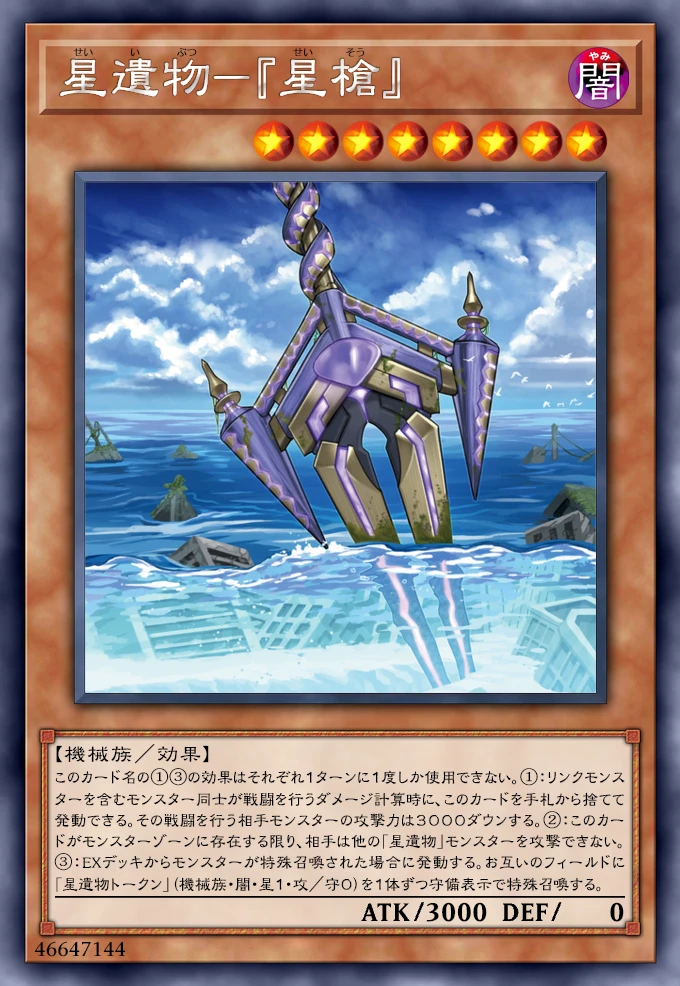 せい い ぶつ せい そう
星遺物-『星槍』
やみ
闇
【機械族／効果】
このカード名の①③の効果はそれぞれ１ターンに１度しか使用できない。①：リンクモンス
ターを含むモンスター同士が戦闘を行うダメージ計算時に、このカードを手札から捨てて
発動できる。その戦闘を行う相手モンスターの攻撃力は３０００ダウンする。②：このカー
ドがモンスターゾーンに存在する限り、相手は他の「星遺物」モンスターを攻撃できない。
③：EXデッキからモンスターが特殊召喚された場合に発動する。お互いのフィールドに
「星遺物トークン」（機械族・闇・星１・攻／守０）を１体ずつ守備表示で特殊召喚する。
ATK/3000 DEF/ 0
46647144